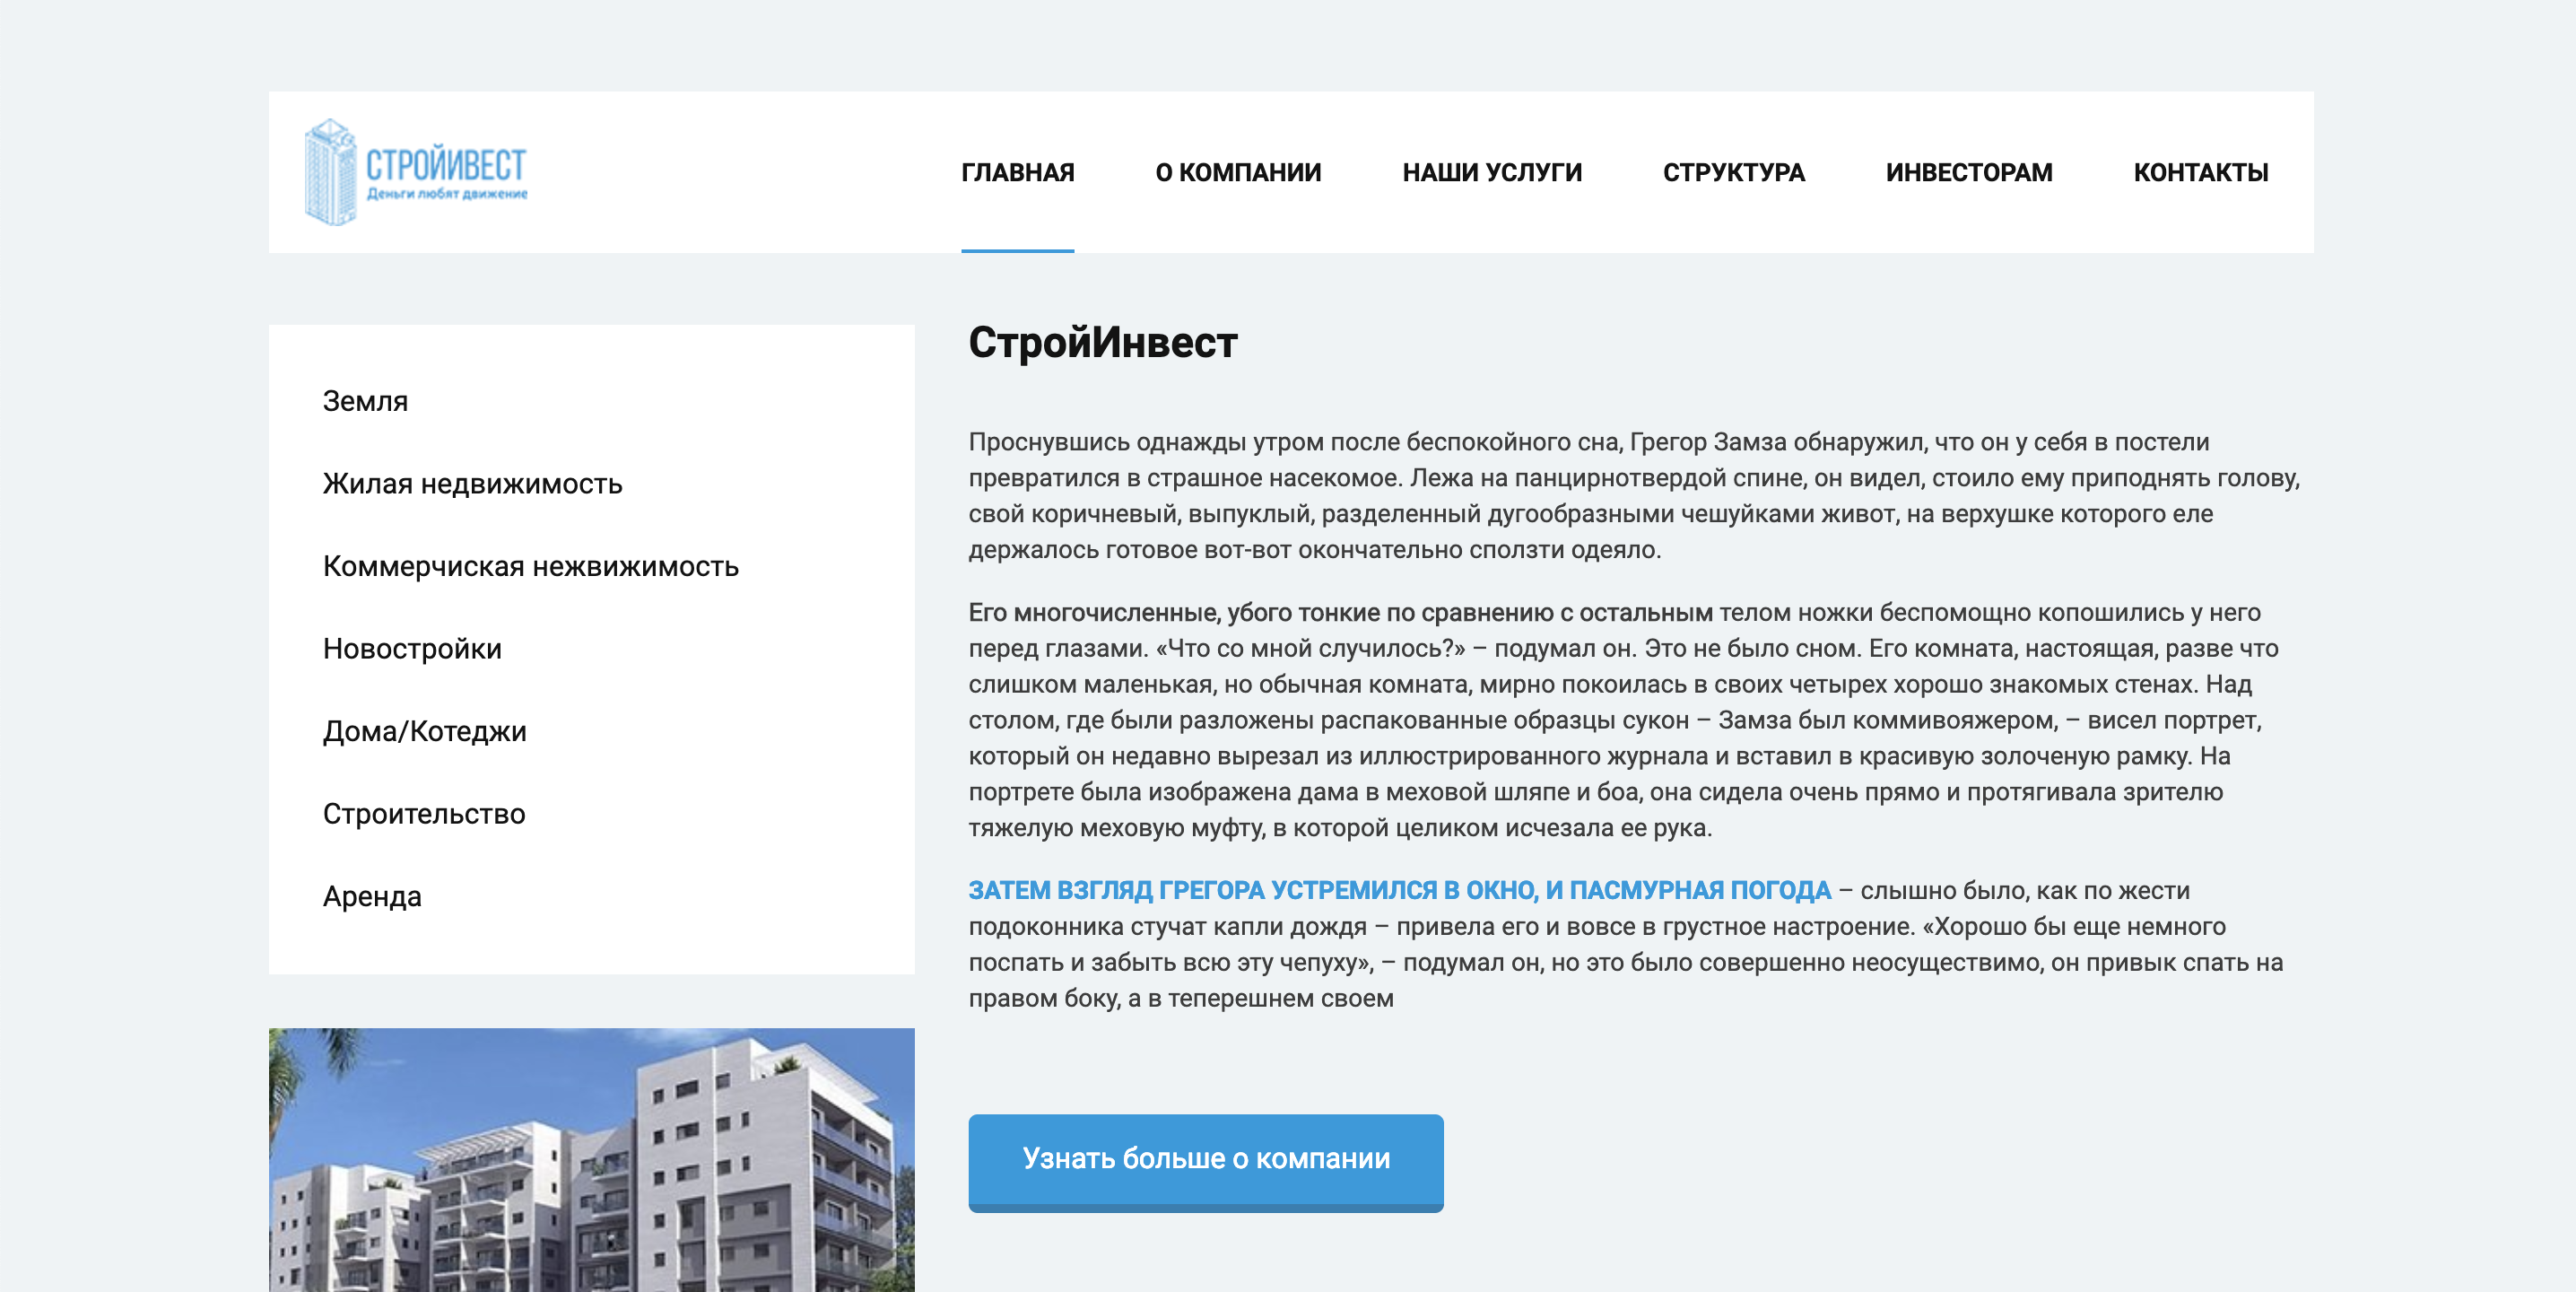 СТРОЙИВЕСТ
Деньги любят движение
ГЛАВНАЯ О КОМПАНИИ НАШИ УСЛУГИ СТРУКТУРА ИНВЕСТОРАМ КОНТАКТЫ
Земля
Жилая недвижимость
Коммерчиская нежвижимость
Новостройки
Дома/Котеджи
Строительство
Аренда
СтройИнвест
Проснувшись однажды утром после беспокойного сна, Грегор Замза обнаружил, что он у себя в постели
превратился в страшное насекомое. Лежа на панцирнотвердой спине, он видел, стоило ему приподнять голову,
свой коричневый, выпуклый, разделенный дугообразными чешуйками живот, на верхушке которого еле
держалось готовое вот-вот окончательно сползти одеяло.
Его многочисленные, убого тонкие по сравнению с остальным телом ножки беспомощно копошились у него
перед глазами. «Что со мной случилось?» – подумал он. Это не было сном. Его комната, настоящая, разве что
слишком маленькая, но обычная комната, мирно покоилась в своих четырех хорошо знакомых стенах. Над
столом, где были разложены распакованные образцы сукон – Замза был коммивояжером, – висел портрет,
который он недавно вырезал из иллюстрированного журнала и вставил в красивую золоченую рамку. На
портрете была изображена дама в меховой шляпе и боа, она сидела очень прямо и протягивала зрителю
тяжелую меховую муфту, в которой целиком исчезала ее рука.
ЗАТЕМ ВЗГЛЯД ГРЕГОРА УСТРЕМИЛСЯ В ОКНО, И ПАСМУРНАЯ ПОГОДА – слышно было, как по жести
подоконника стучат капли дождя – привела его и вовсе в грустное настроение. «Хорошо бы еще немного
поспать и забыть всю эту чепуху», – подумал он, но это было совершенно неосуществимо, он привык спать на
правом боку, а в теперешнем своем
Узнать больше о компании